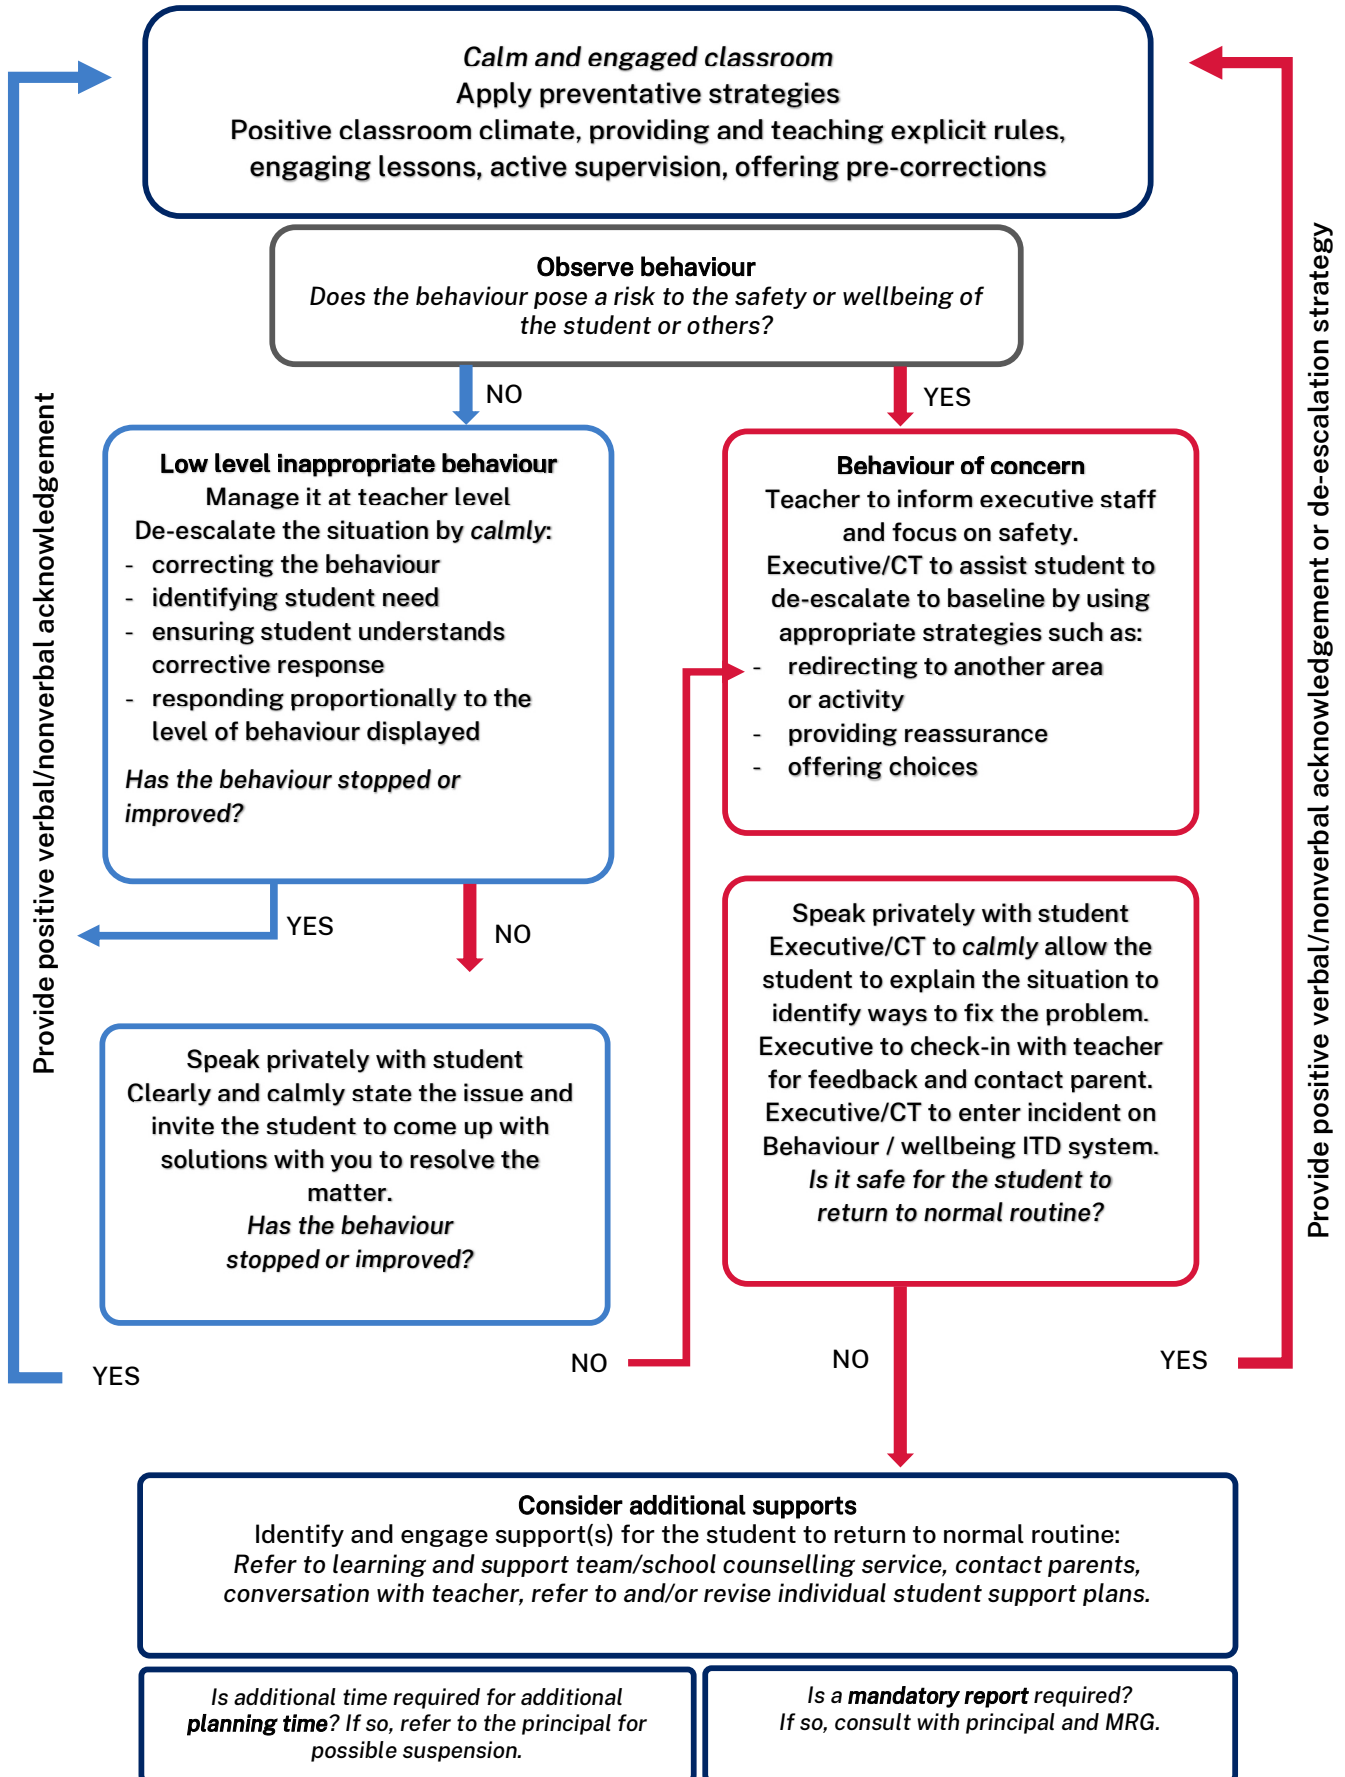 Calm and engaged classroom
Apply preventative strategies
Positive classroom climate, providing and teaching explicit rules,
engaging lessons, active supervision, offering pre-corrections
Observe behaviour
Does the behaviour pose a risk to the safety or wellbeing of
the student or others?
NO
YES
Low level inappropriate behaviour
Manage it at teacher level
De-escalate the situation by calmly:
- correcting the behaviour
- identifying student need
- ensuring student understands
corrective response
- responding proportionally to the
level of behaviour displayed
Has the behaviour stopped or
improved?
YES
NO
Speak privately with student
Clearly and calmly state the issue and
invite the student to come up with
solutions with you to resolve the
matter.
Has the behaviour
stopped or improved?
YES
NO
Provide positive verbal/nonverbal acknowledgement
Behaviour of concern
Teacher to inform executive staff
and focus on safety.
Executive/CT to assist student to
de-escalate to baseline by using
appropriate strategies such as:
- redirecting to another area
or activity
- providing reassurance
- offering choices
Speak privately with student
Executive/CT to calmly allow the
student to explain the situation to
identify ways to fix the problem.
Executive to check-in with teacher
for feedback and contact parent.
Executive/CT to enter incident on
Behaviour / wellbeing ITD system.
Is it safe for the student to
return to normal routine?
NO
YES
Provide positive verbal/nonverbal acknowledgement or de-escalation strategy
Consider additional supports
Identify and engage support(s) for the student to return to normal routine:
Refer to learning and support team/school counselling service, contact parents,
conversation with teacher, refer to and/or revise individual student support plans.
Is additional time required for additional
planning time? If so, refer to the principal for
possible suspension.
Is a mandatory report required?
If so, consult with principal and MRG.